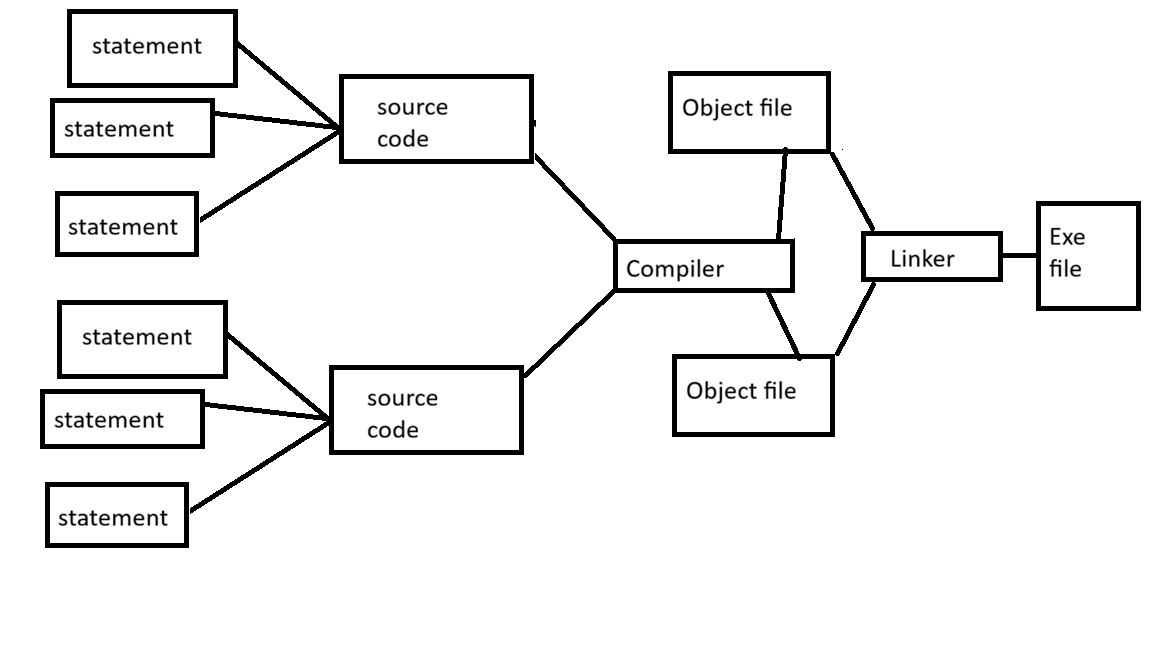 statement
statement
statement
source
code
statement
statement
statement
source
code
Compiler
Object file
Object file
Linker
Exe
file